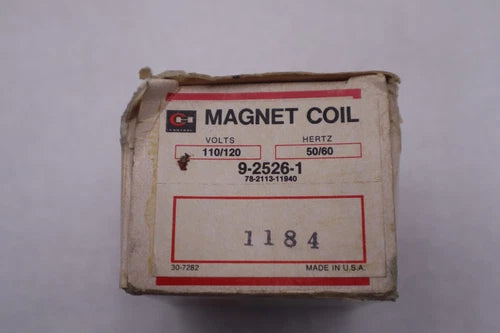 MAGNET COIL
CONTROL
VOLTS HERTZ
110/120 50/60
9-2526-1
78-2113-11940
1184
30-7282 MADE IN U.S.A.